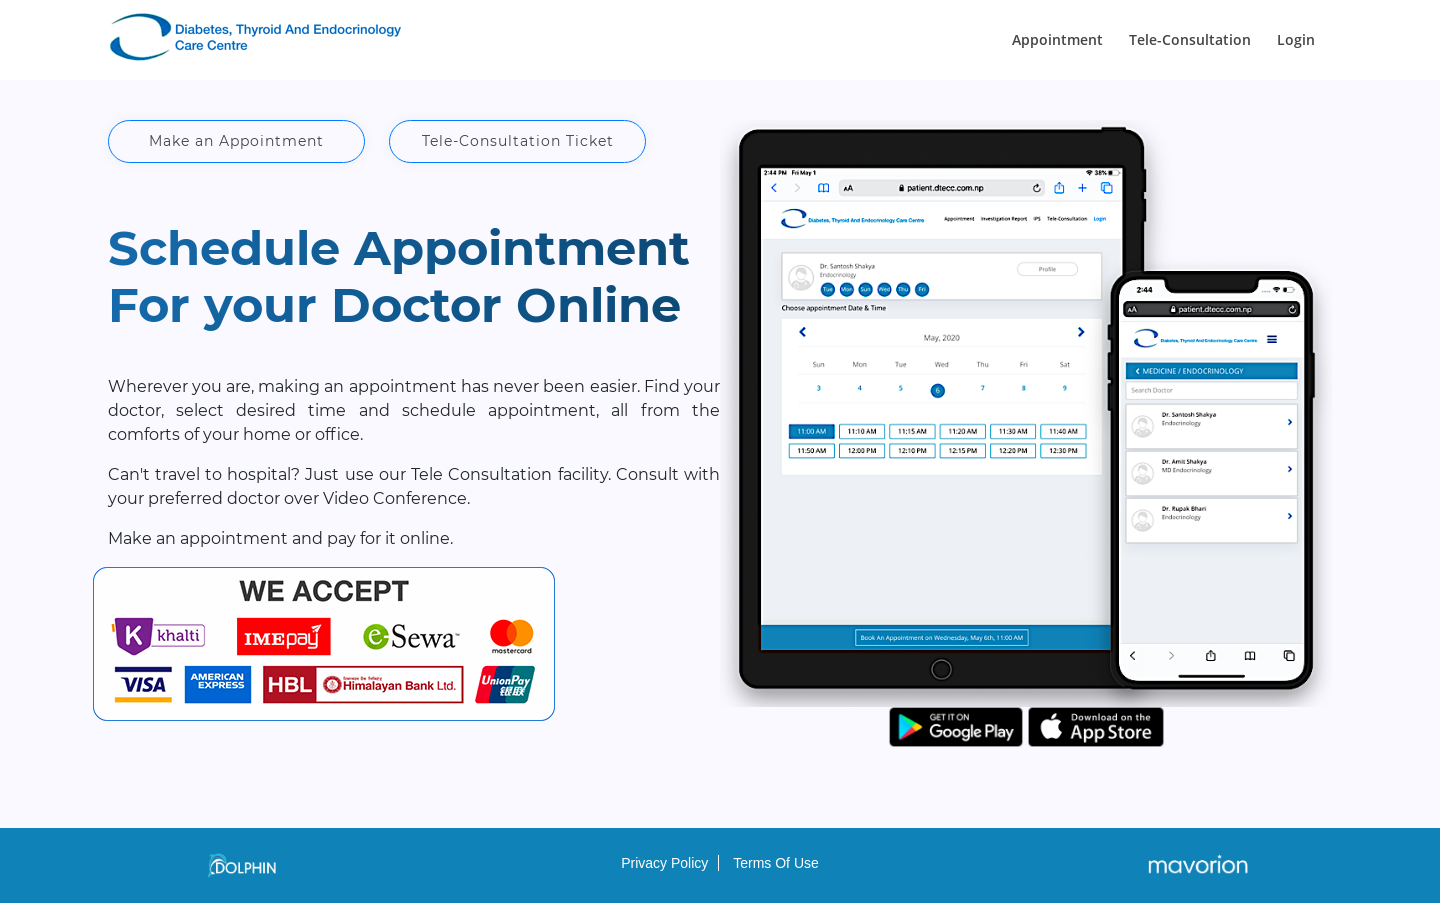 Diabetes, Thyroid And Endocrinology
Care Centre
Appointment
Tele-Consultation
Login
Make an Appointment
Tele-Consultation Ticket
Schedule Appointment
For your Doctor Online
Wherever you are, making an appointment has never been easier. Find your
doctor, select desired time and schedule appointment, all from the
comforts of your home or office.
Can't travel to hospital? Just use our Tele Consultation facility. Consult with
your preferred doctor over Video Conference.
Make an appointment and pay for it online.
WE ACCEPT
K khalti
IME pay
e-Sewa™
mastercard
VISA
AMERICAN
EXPRESS
HBL
Himalayan Bank Ltd.
UnionPay
银联
2:44 PM Fri May 1
38%
AA
patient.dtecc.com.np
Diabetes, Thyroid And Endocrinology Care Centre
Appointment
Investigation Report
IPS
Tele-Consultation
Login
Dr. Santosh Shakya
Endocrinology
Profile
Tue Mon Sun Wed Thu Fri
Choose appointment Date & Time
May, 2020
Sun Mon Tue Wed Thu Fri Sat
3 4 5 6 7 8 9
11:00 AM 11:10 AM 11:15 AM 11:20 AM 11:30 AM 11:40 AM
11:50 AM 12:00 PM 12:10 PM 12:15 PM 12:20 PM 12:30 PM
Book An Appointment on Wednesday, May 6th, 11:00 AM
2:44
AA
patient.dtecc.com.np
Diabetes, Thyroid And Endocrinology Care Centre
MEDICINE / ENDOCRINOLOGY
Search Doctor
Dr. Santosh Shakya
Endocrinology
Dr. Amit Shakya
MD Endocrinology
Dr. Rupak Bhari
Endocrinology
GET IT ON
Google Play
Download on the
App Store
DOLPHIN
Privacy Policy
Terms Of Use
mavorion